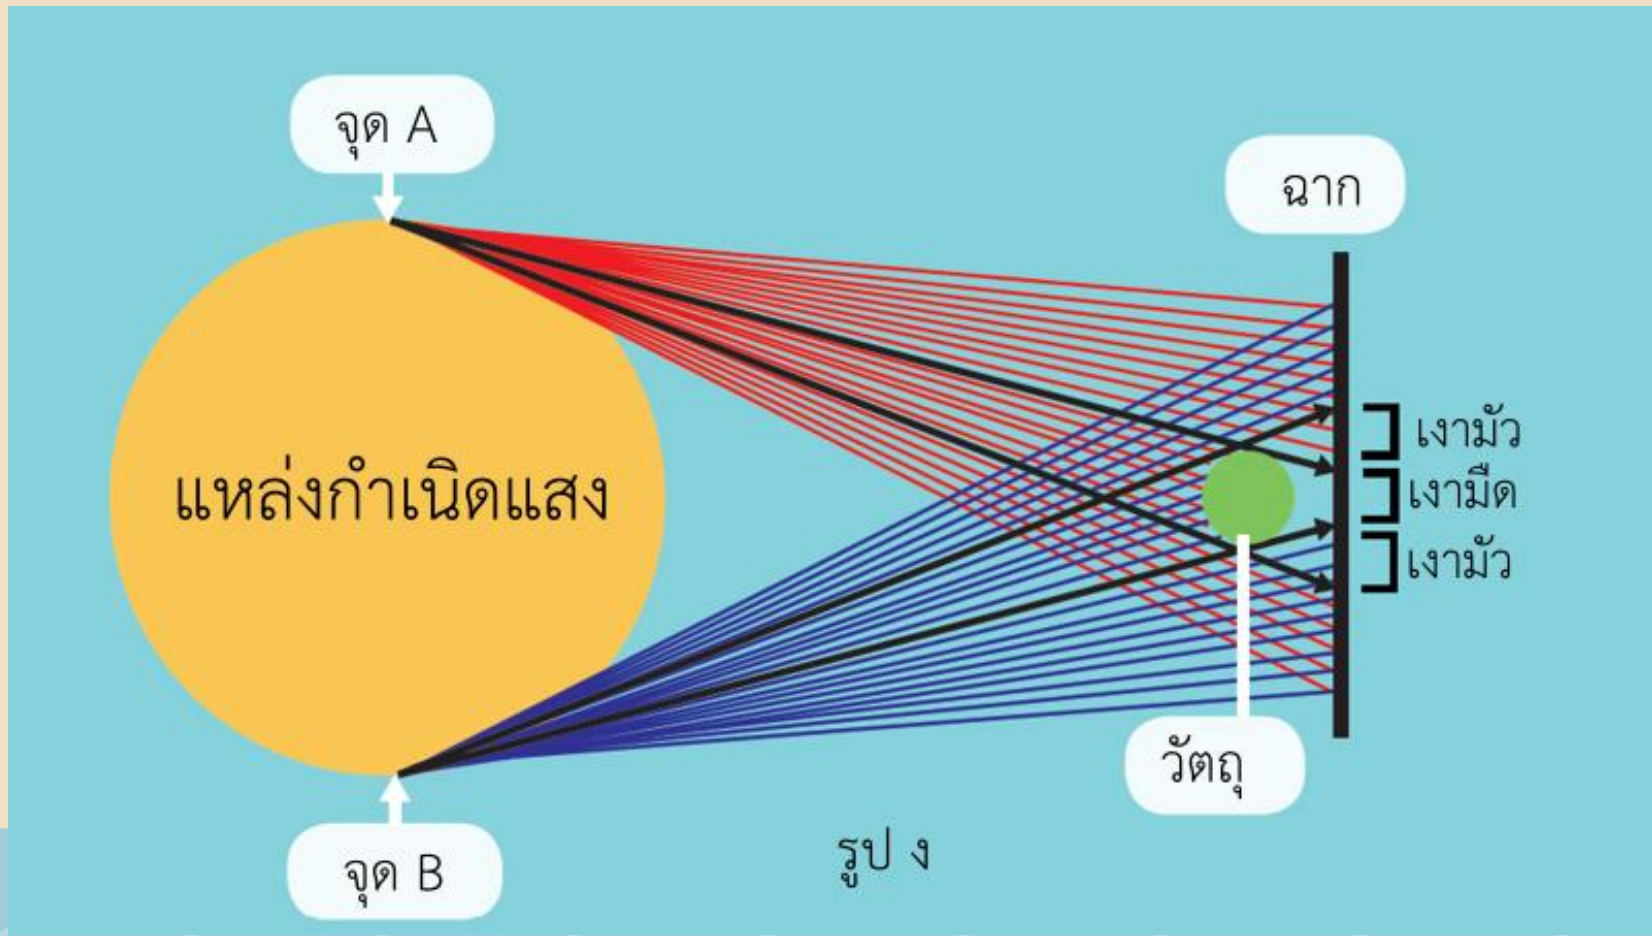 จุด A
ฉาก
เงามัว
แหล่งกำเนิดแสง
เงามืด
เงามัว
วัตถุ
รูป ง
จุด B